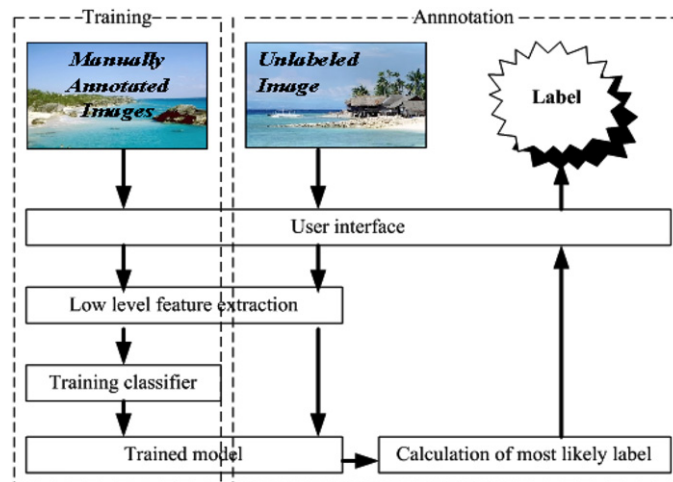 Training
Annnotation
Manually
Annotated
Images
Unlabeled
Image
Label
User interface
Low level feature extraction
Training classifier
Trained model
Calculation of most likely label